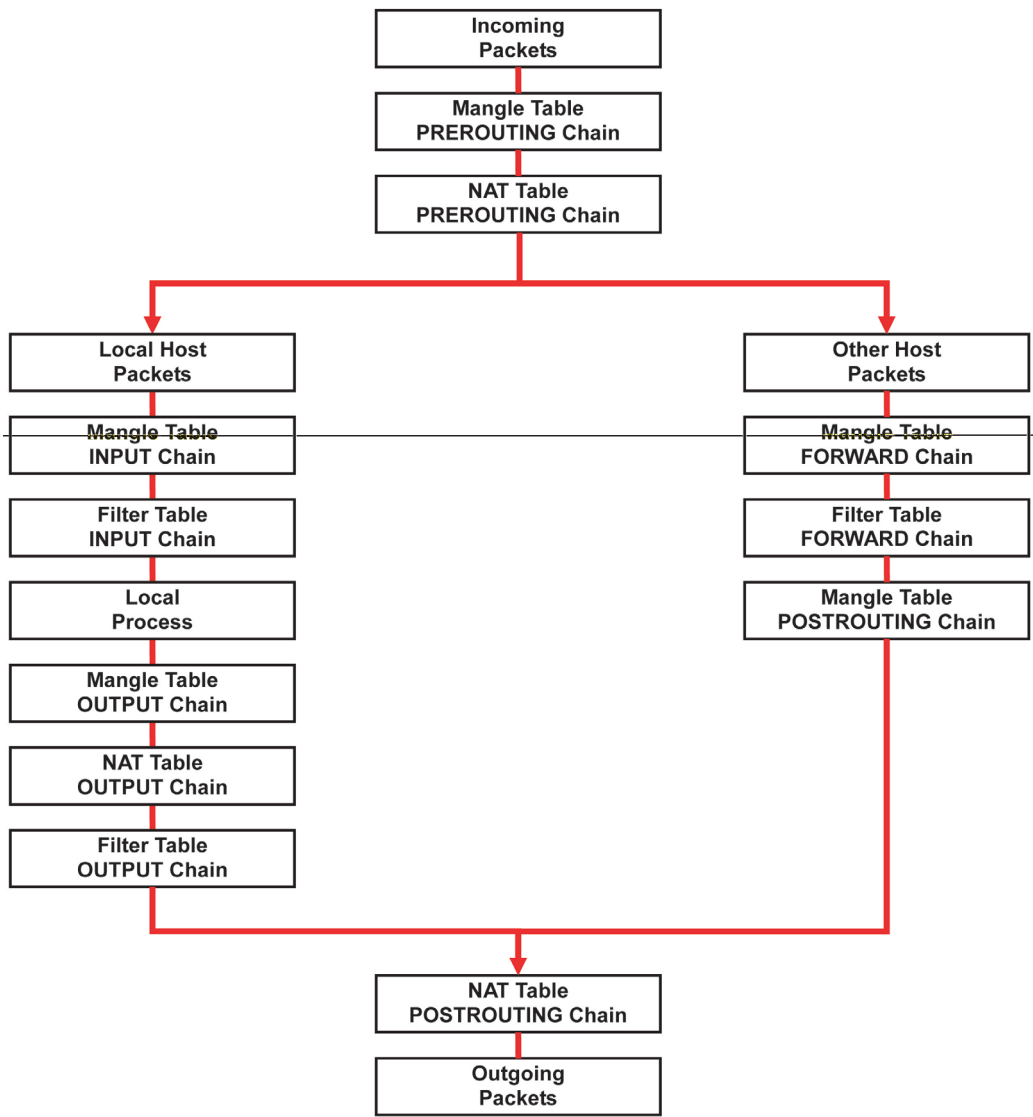 Incoming
Packets
Mangle Table
PREROUTING Chain
NAT Table
PREROUTING Chain
Local Host
Packets
Mangle Table
INPUT Chain
Filter Table
INPUT Chain
Local
Process
Mangle Table
OUTPUT Chain
NAT Table
OUTPUT Chain
Filter Table
OUTPUT Chain
Other Host
Packets
Mangle Table
FORWARD Chain
Filter Table
FORWARD Chain
Mangle Table
POSTROUTING Chain
NAT Table
POSTROUTING Chain
Outgoing
Packets